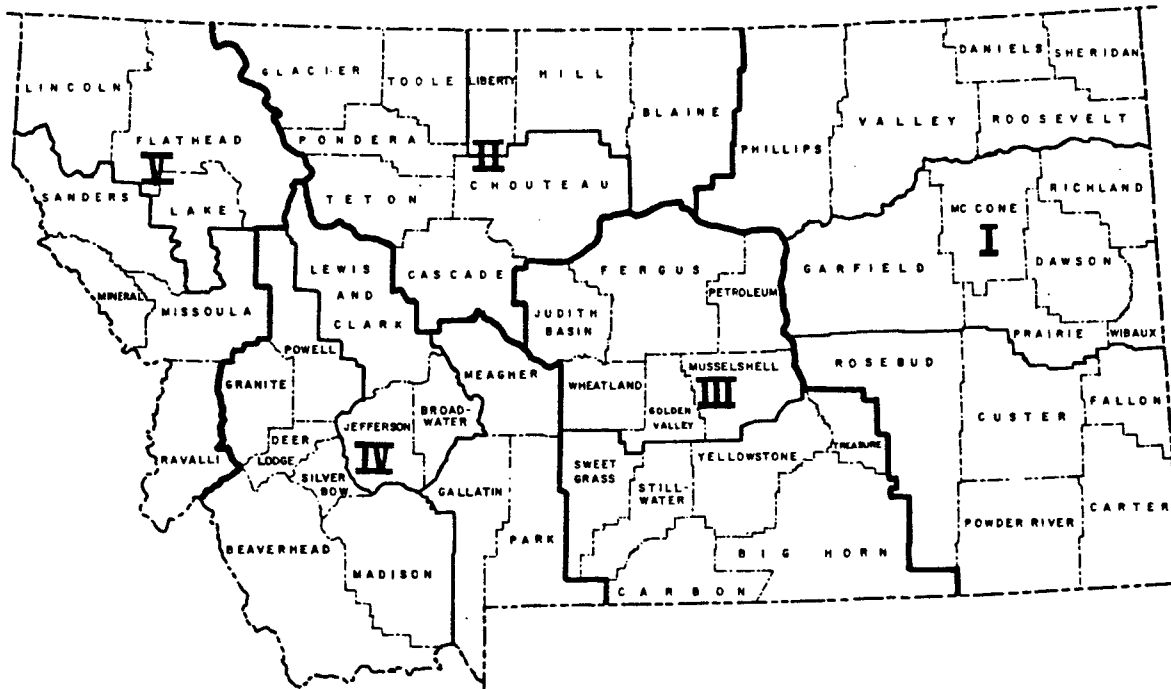 LINCOLN
FLATHEAD
V
SANDERS
LAKE
MINERAL
MISSOULA
RAVALLI
GLACIER
TOOLE
LIBERTY
HILL
BLAINE
PONDERA
II
TETON
CHOUTEAU
CASCADE
PHILLIPS
VALLEY
DANIELS
SHERIDAN
ROOSEVELT
RICHLAND
MC CONE
I
GARFIELD
DAWSON
PRAIRIE
WIBAUX
ROSEBUD
CUSTER
FALLON
POWDER RIVER
CARTER
LEWIS
AND
CLARK
POWELL
GRANITE
MEAGHER
BROAD-
WATER
JEFFERSON
IV
DEER
LODGE
SILVER
BOW
GALLATIN
PARK
BEAVERHEAD
MADISON
FERGUS
PETROLEUM
JUDITH
BASIN
WHEATLAND
GOLDEN
VALLEY
MUSSELSHELL
III
SWEET
GRASS
STILL-
WATER
YELLOWSTONE
TREASURE
BIG HORN
CARBON